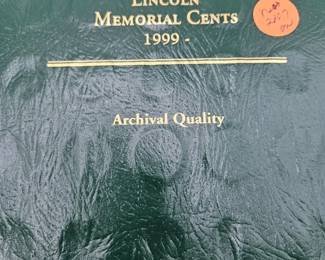 LINCOLN
MEMORIAL CENTS
1999 -
Archival Quality